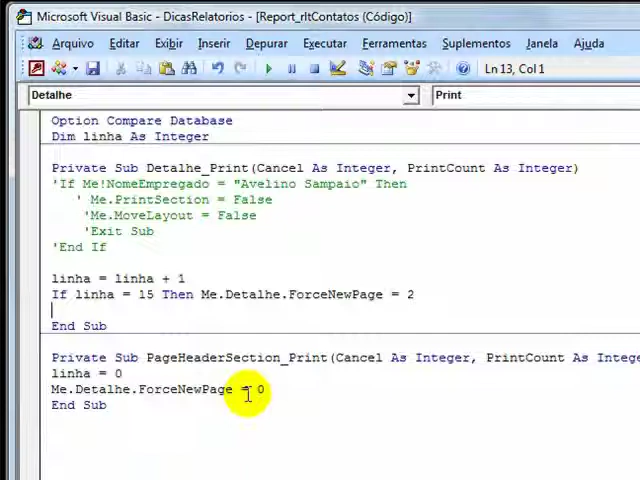 Microsoft Visual Basic - DicasRelatorios - [Report_rltContatos (Código)]
Arquivo Editar Exibir Inserir Depurar Executar Ferramentas Suplementos Janela Ajuda
Ln 13, Col 1
Detalhe Print
Option Compare Database
Dim linha As Integer
Private Sub Detalhe_Print(Cancel As Integer, PrintCount As Integer)
'If Me!NomeEmpregado = "Avelino Sampaio" Then
' Me.PrintSection = False
'Me.MoveLayout = False
'Exit Sub
'End If
linha = linha + 1
If linha = 15 Then Me.Detalhe.ForceNewPage = 2
End Sub
Private Sub PageHeaderSection_Print(Cancel As Integer, PrintCount As Intege
linha = 0
Me.Detalhe.ForceNewPage = 0
End Sub